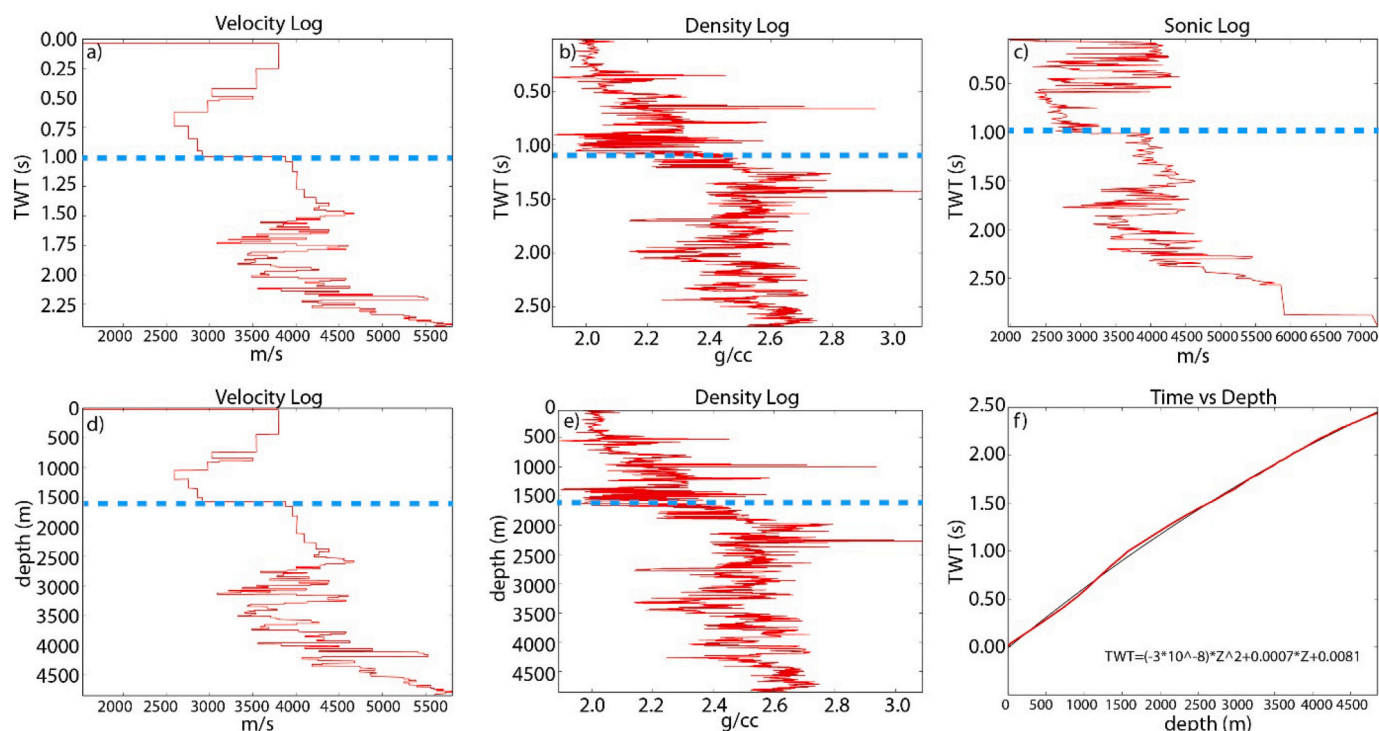 Velocity Log
a)
0.00
0.25
0.50
0.75
1.00
1.25
1.50
1.75
2.00
2.25
TWT (s)
2000 2500 3000 3500 4000 4500 5000 5500
m/s
Density Log
b)
0.50
1.00
1.50
2.00
2.50
TWT (s)
2.0 2.2 2.4 2.6 2.8 3.0
g/cc
Sonic Log
c)
0.50
1.00
1.50
2.00
2.50
TWT (s)
2000 2500 3000 3500 4000 4500 5000 5500 6000 6500 7000
m/s
Velocity Log
d)
0
500
1000
1500
2000
2500
3000
3500
4000
4500
depth (m)
2000 2500 3000 3500 4000 4500 5000 5500
m/s
Density Log
e)
0
500
1000
1500
2000
2500
3000
3500
4000
4500
depth (m)
2.0 2.2 2.4 2.6 2.8 3.0
g/cc
Time vs Depth
f)
2.50
2.00
1.50
1.00
0.50
0.00
0.50
TWT (s)
TWT=(-3*10^-8)*Z^2+0.0007*Z+0.0081
0 500 1000 1500 2000 2500 3000 3500 4000 4500
depth (m)